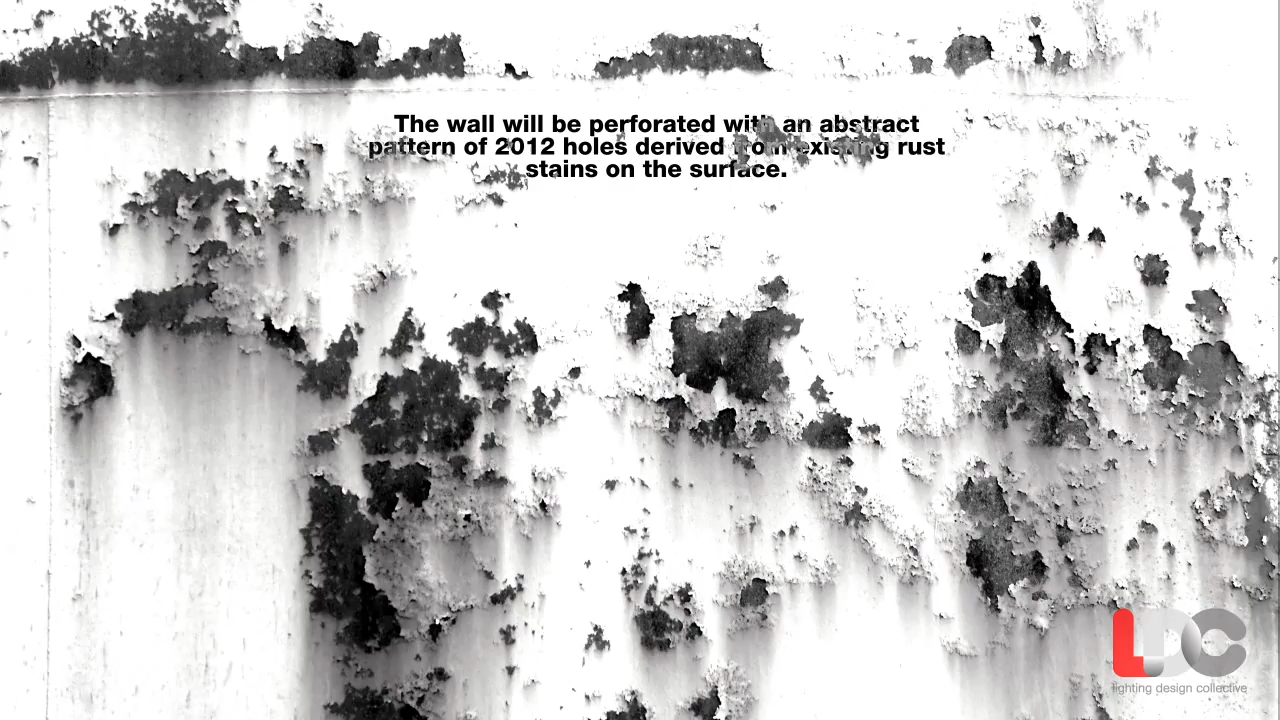 The wall will be perforated with an abstract
pattern of 2012 holes derived from existing rust
stains on the surface.
LDC
lighting design collective